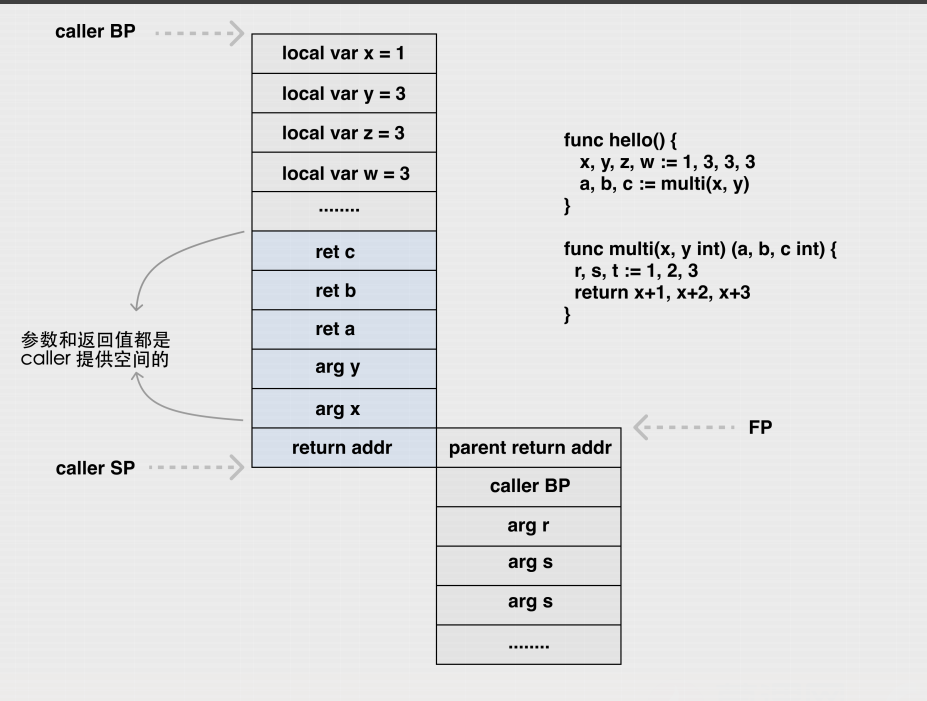 caller BP
local var x = 1
local var y = 3
local var z = 3
local var w = 3
........
ret c
ret b
ret a
arg y
arg x
return addr
参数和返回值都是
caller 提供空间的
caller SP
func hello() {
x, y, z, w := 1, 3, 3, 3
a, b, c := multi(x, y)
}
func multi(x, y int) (a, b, c int) {
r, s, t := 1, 2, 3
return x+1, x+2, x+3
}
FP
parent return addr
caller BP
arg r
arg s
arg s
........